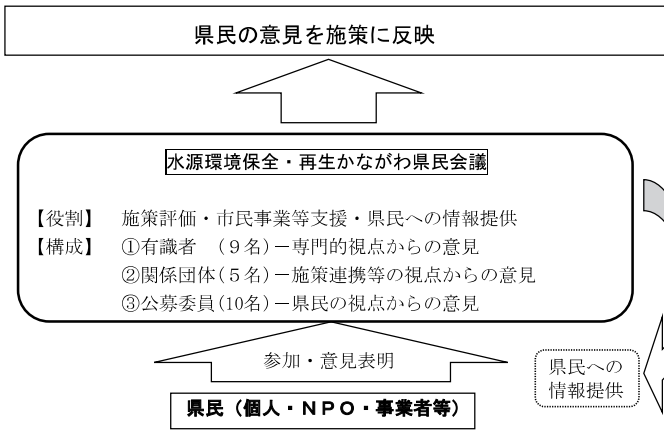 県民の意見を施策に反映
水源環境保全・再生かながわ県民会議
【役割】 施策評価・市民事業等支援・県民への情報提供
【構成】 ①有識者 （９名）－専門的視点からの意見
②関係団体(５名)－施策連携等の視点からの意見
③公募委員(10名)－県民の視点からの意見
参加・意見表明
県民への
情報提供
県民（個人・ＮＰＯ・事業者等）